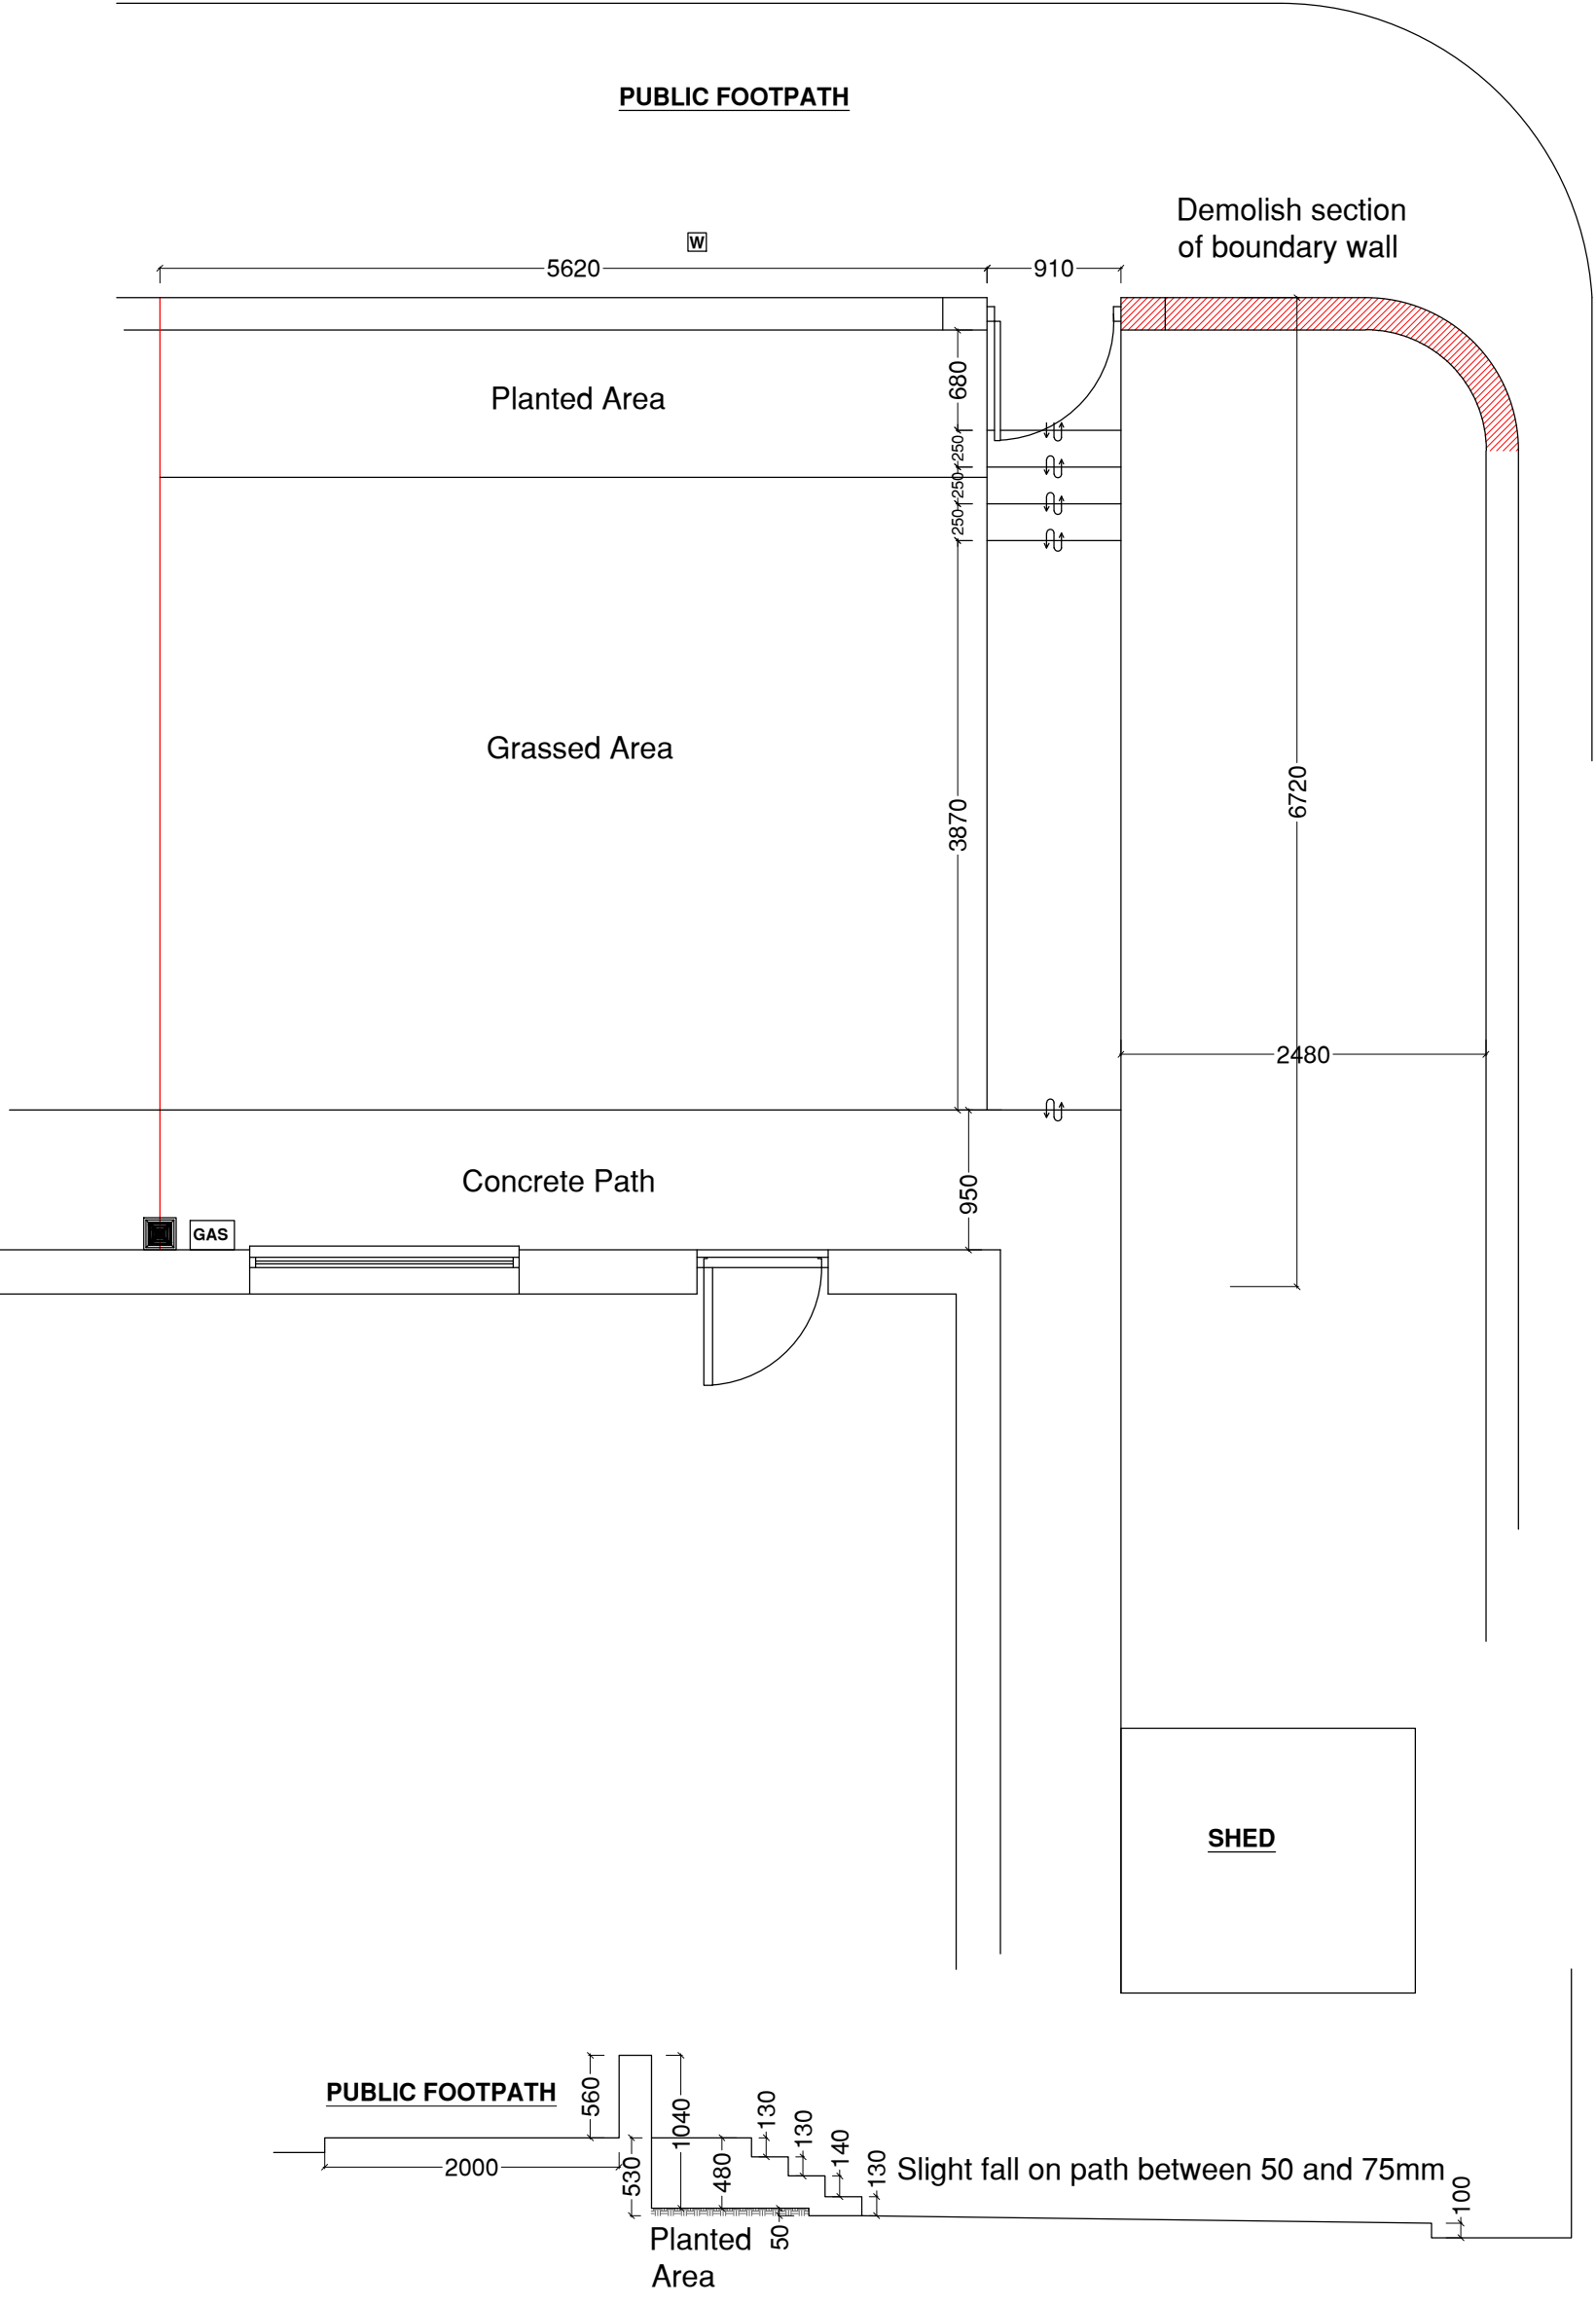 PUBLIC FOOTPATH
Demolish section
of boundary wall
W
5620
910
680
Planted Area
250
250
250
Grassed Area
6720
3870
2480
Concrete Path
950
GAS
SHED
PUBLIC FOOTPATH
560
1040
130
130
140
130
Slight fall on path between 50 and 75mm
100
2000
530
480
50
Planted
Area